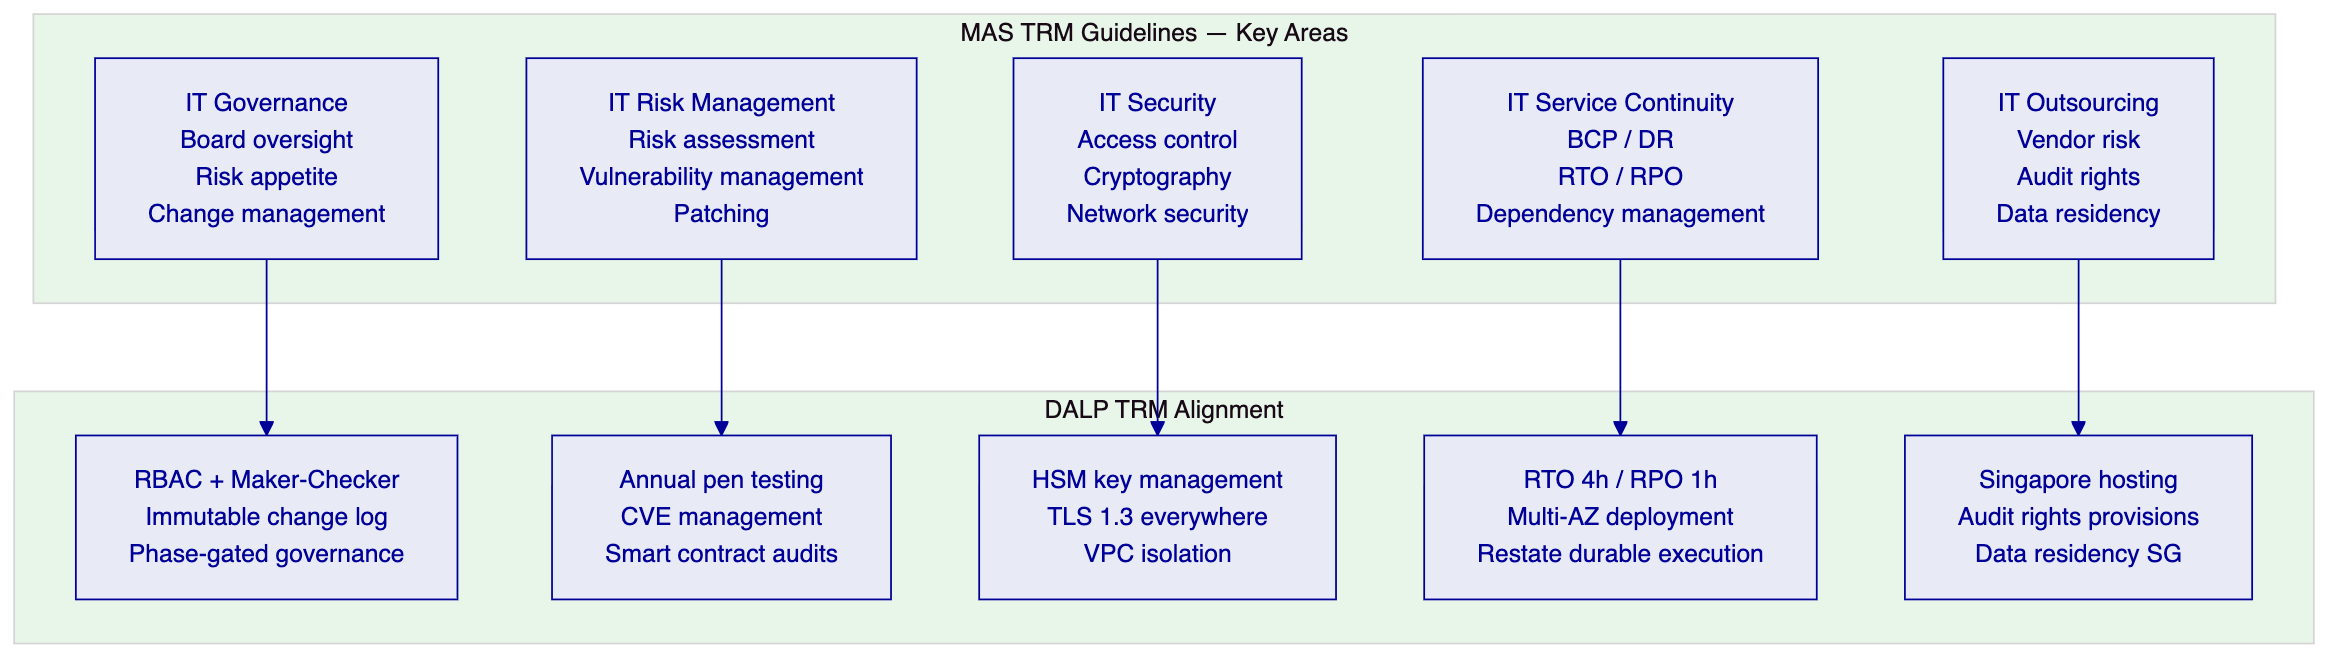 MAS TRM Guidelines — Key Areas
IT Governance
Board oversight
Risk appetite
Change management
IT Risk Management
Risk assessment
Vulnerability management
Patching
IT Security
Access control
Cryptography
Network security
IT Service Continuity
BCP / DR
RTO / RPO
Dependency management
IT Outsourcing
Vendor risk
Audit rights
Data residency
DALP TRM Alignment
RBAC + Maker-Checker
Immutable change log
Phase-gated governance
Annual pen testing
CVE management
Smart contract audits
HSM key management
TLS 1.3 everywhere
VPC isolation
RTO 4h / RPO 1h
Multi-AZ deployment
Restate durable execution
Singapore hosting
Audit rights provisions
Data residency SG